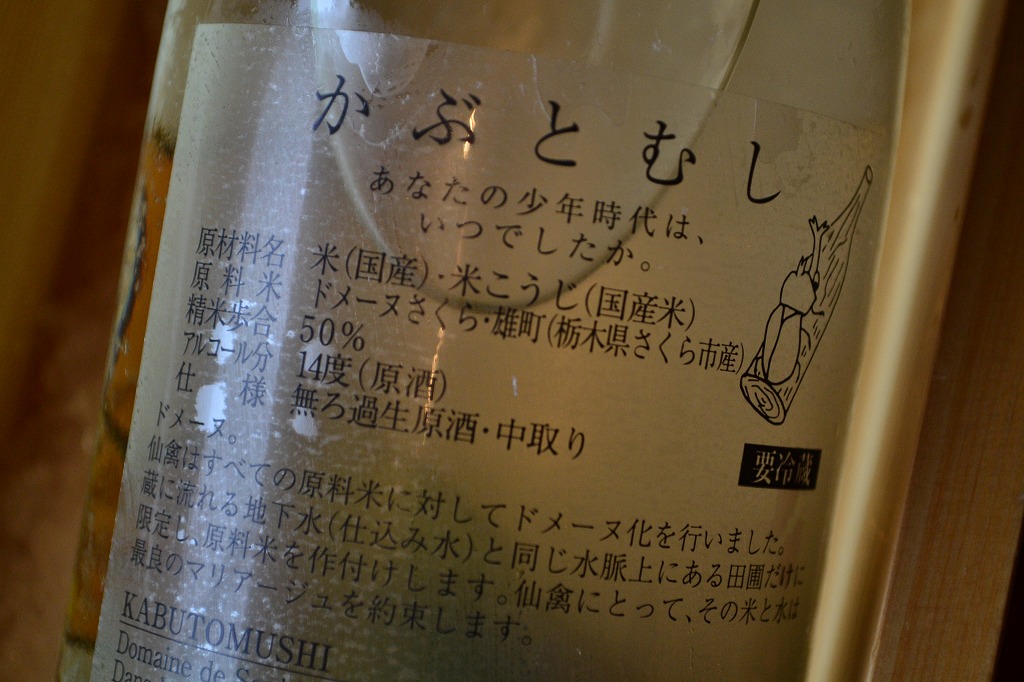 かぶとむし
あなたの少年時代は、
いつでしたか。
原材料名 米(国産)・米こうじ(国産米)
原料米 ドメーヌさくら・雄町(栃木県さくら市産)
精米歩合 50%
アルコール分 14度(原酒)
仕様 無ろ過生原酒・中取り
要冷蔵
ドメーヌ。
仙禽はすべての原料米に対してドメーヌ化を行いました。
蔵に流れる地下水(仕込み水)と同じ水脈上にある田圃だけに
限定し、原料米を作付けします。仙禽にとって、その米と水は
最良のマリアージュを約束します。
KABUTOMUSHI
Domaine de
Dans